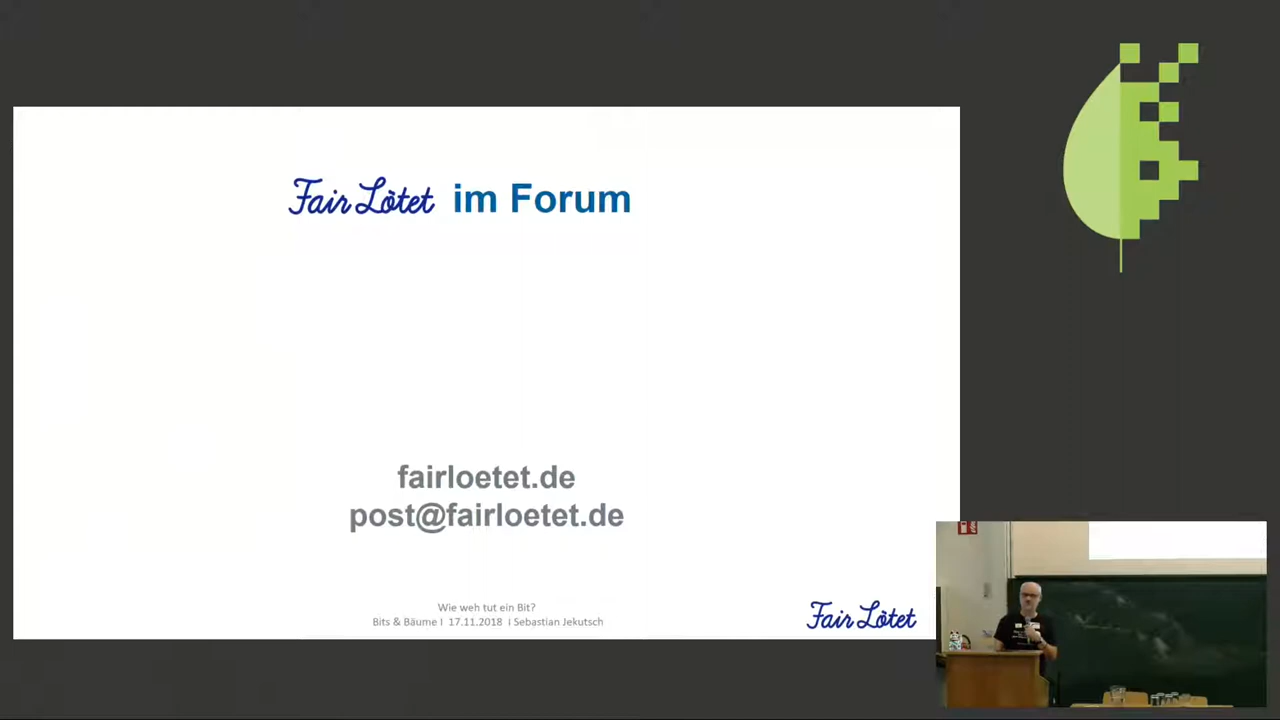 Fair Lötet im Forum
fairloetet.de
post@fairloetet.de
Wie weh tut ein Bit?
Bits & Bäume I 17.11.2018 I Sebastian Jekutsch
Fair Lötet